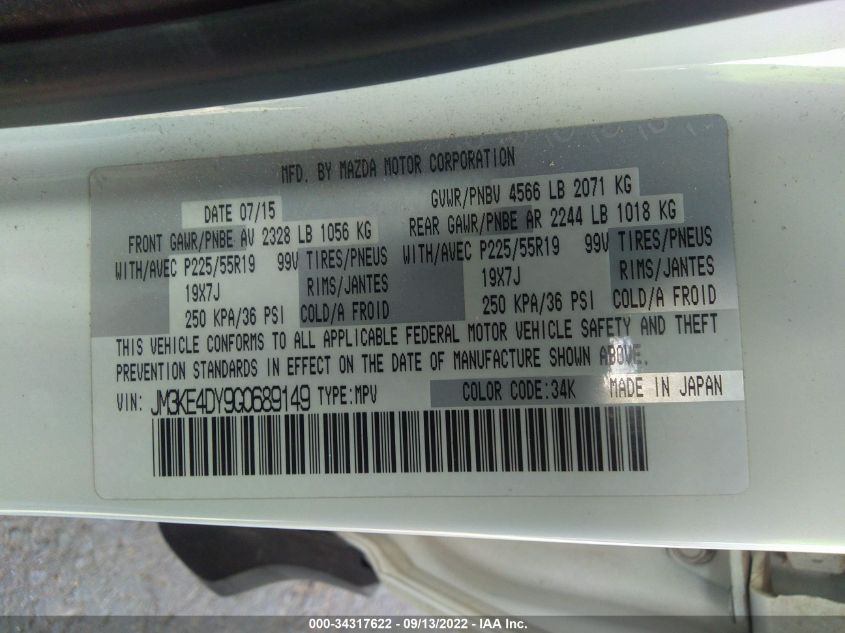 MFD. BY MAZDA MOTOR CORPORATION
DATE 07/15 GVWR/PNBV 4566 LB 2071 KG
FRONT GAWR/PNBE AV 2328 LB 1056 KG REAR GAWR/PNBE AR 2244 LB 1018 KG
WITH/AVEC P225/55R19 99V TIRES/PNEUS WITH/AVEC P225/55R19 99V TIRES/PNEUS
19X7J RIMS/JANTES 19X7J RIMS/JANTES
250 KPA/36 PSI COLD/A FROID 250 KPA/36 PSI COLD/A FROID
THIS VEHICLE CONFORMS TO ALL APPLICABLE FEDERAL MOTOR VEHICLE SAFETY AND THEFT
PREVENTION STANDARDS IN EFFECT ON THE DATE OF MANUFACTURE SHOWN ABOVE.
VIN: JM3KE4DY9G0689149 TYPE:MPV COLOR CODE:34K MADE IN JAPAN
000-34317622 - 09/13/2022 - IAA Inc.